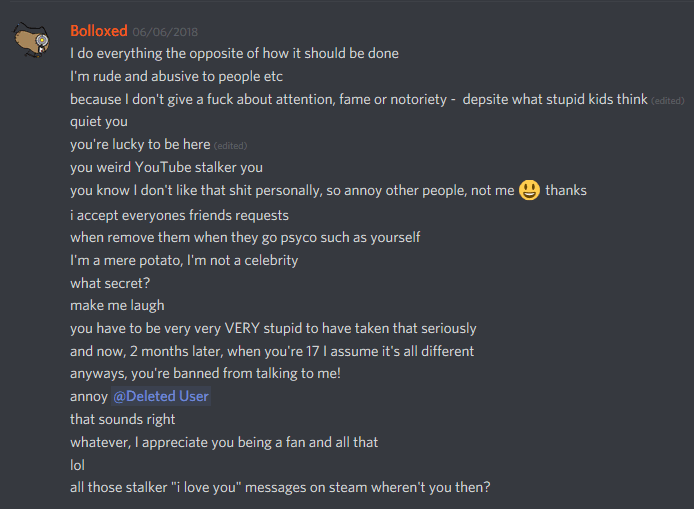 Bolloxed 06/06/2018
I do everything the opposite of how it should be done
I'm rude and abusive to people etc
because I don't give a fuck about attention, fame or notoriety - depsite what stupid kids think (edited)
quiet you
you're lucky to be here (edited)
you weird YouTube stalker you
you know I don't like that shit personally, so annoy other people, not me 😃 thanks
i accept everyones friends requests
when remove them when they go psyco such as yourself
I'm a mere potato, I'm not a celebrity
what secret?
make me laugh
you have to be very very VERY stupid to have taken that seriously
and now, 2 months later, when you're 17 I assume it's all different
anyways, you're banned from talking to me!
annoy @Deleted User
that sounds right
whatever, I appreciate you being a fan and all that
lol
all those stalker "i love you" messages on steam wheren't you then?